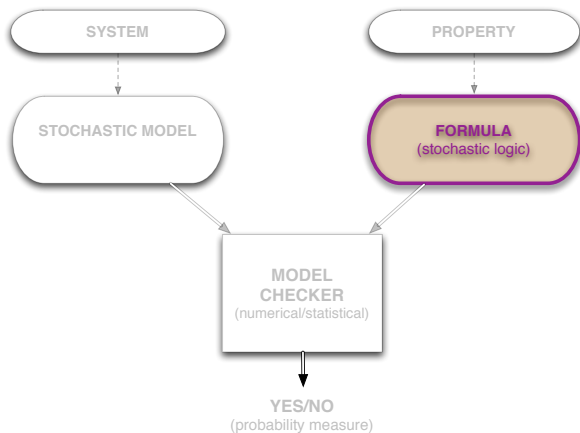 SYSTEM
PROPERTY
STOCHASTIC MODEL
FORMULA
(stochastic logic)
MODEL
CHECKER
(numerical/statistical)
YES/NO
(probability measure)